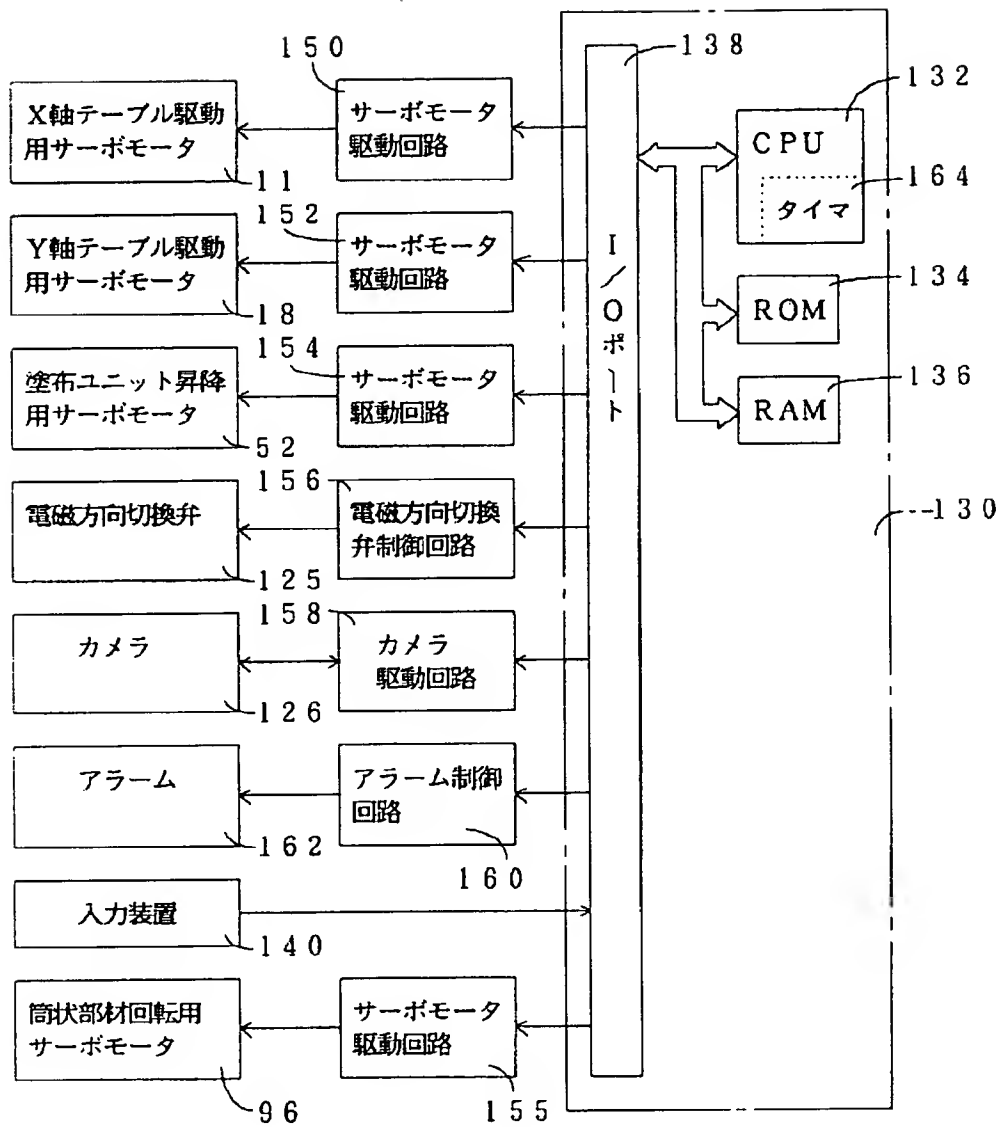 150
138
132
X軸テーブル駆動
用サーボモータ
サーボモータ
駆動回路
CPU
11
164
タイマ
152
Y軸テーブル駆動
用サーボモータ
サーボモータ
駆動回路
I/Oポート
134
ROM
18
154
塗布ユニット昇降
用サーボモータ
サーボモータ
駆動回路
136
RAM
52
156
電磁方向切換弁
電磁方向切換
弁制御回路
130
125
158
カメラ
カメラ
駆動回路
126
アラーム
アラーム制御
回路
162
160
入力装置
140
筒状部材回転用
サーボモータ
サーボモータ
駆動回路
96
155